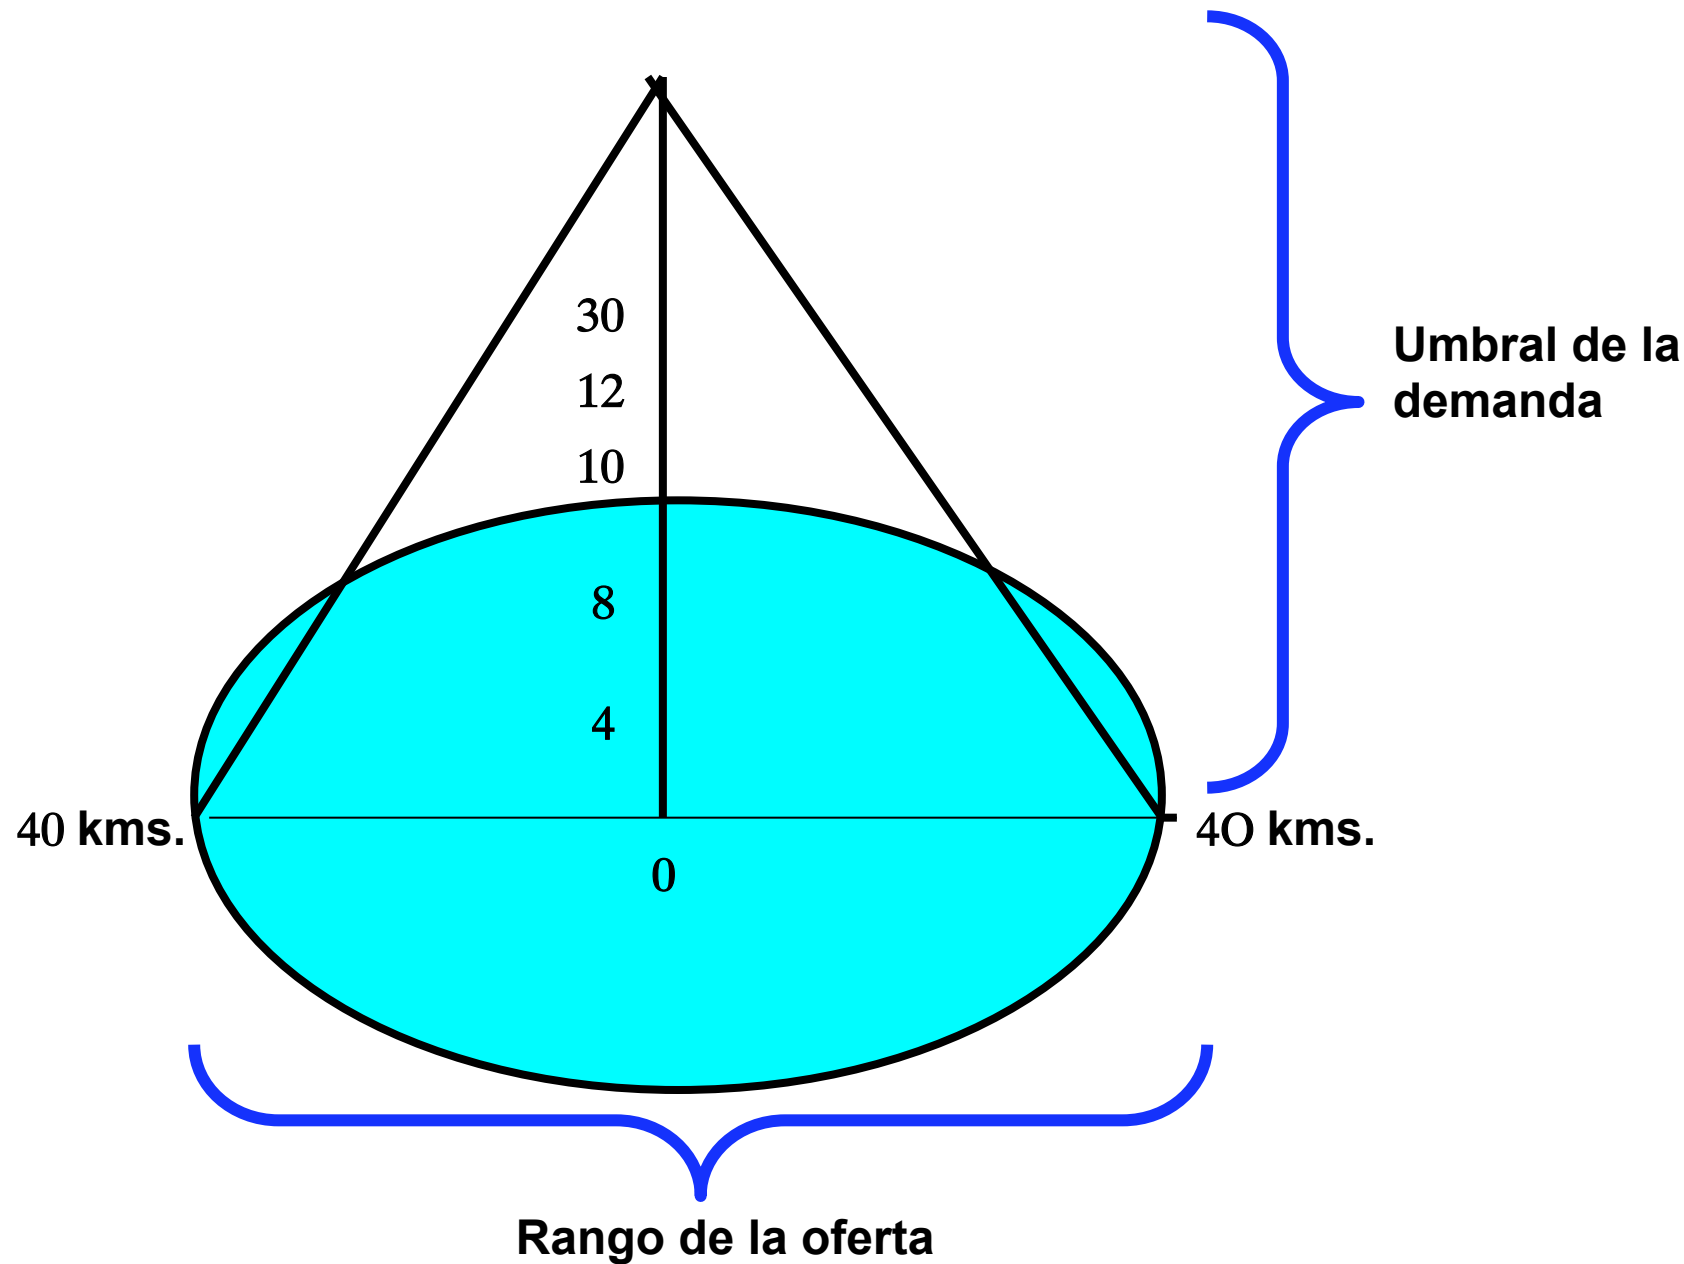 30
Umbral de la
demanda
12
10
8
4
40 kms.
4O kms.
0
Rango de la oferta